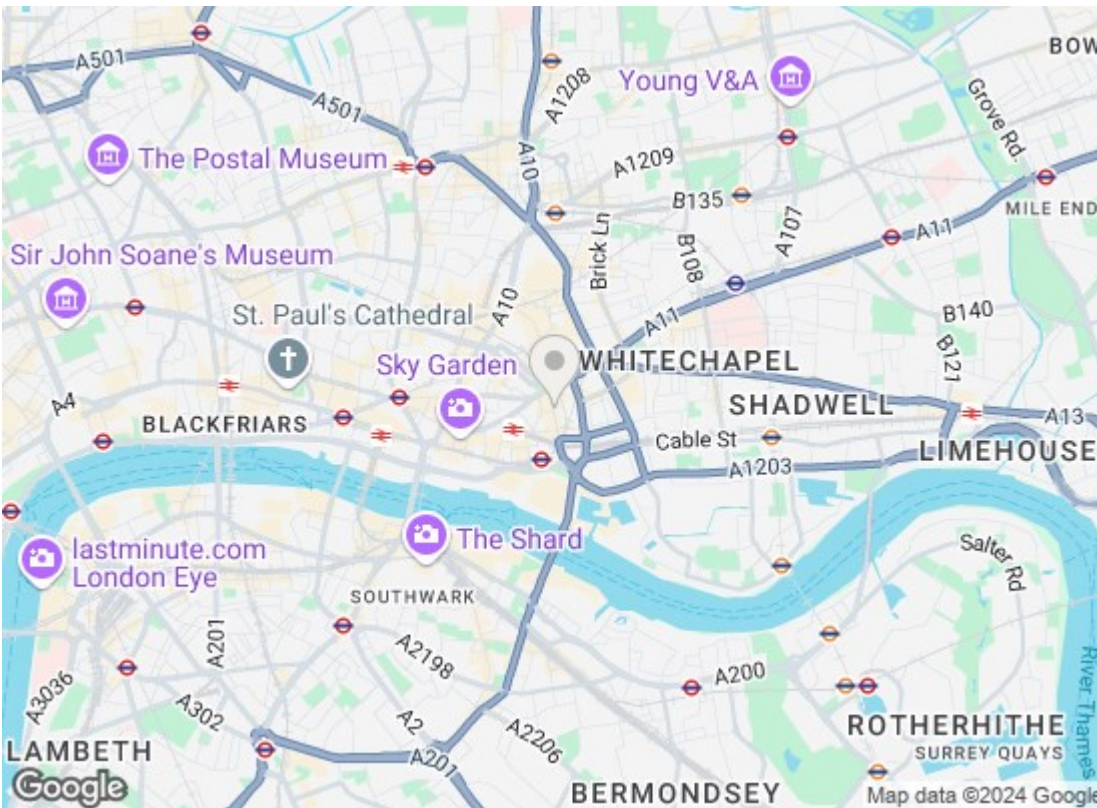 A501
A501
A1208
Young V&A
BOW
Grove Rd.
The Postal Museum
A10
A1209
B135
MILE END
Brick Ln
A107
A11
B108
Sir John Soane's Museum
A10
St. Paul's Cathedral
A11
B140
B121
Sky Garden
WHITECHAPEL
A4
SHADWELL
A13
BLACKFRIARS
Cable St
LIMEHOUSE
A1203
The Shard
lastminute.com
London Eye
Salter Rd
SOUTHWARK
A201
A2198
A200
A3036
A302
A2
A2206
River Thames
ROTHERHITHE
SURREY QUAYS
LAMBETH
A201
Google
BERMONDSEY
Map data ©2024 Google